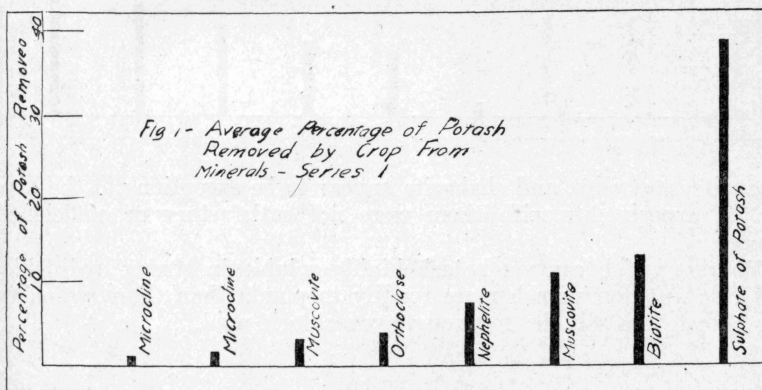 Percentage of Potash Removed
40
30
20
10
Fig 1 - Average Percentage of Potash
Removed by Crop From
Minerals - Series 1
Microcline
Microcline
Muscovite
Orthoclase
Nephelite
Muscovite
Biotite
Sulphate of Potash